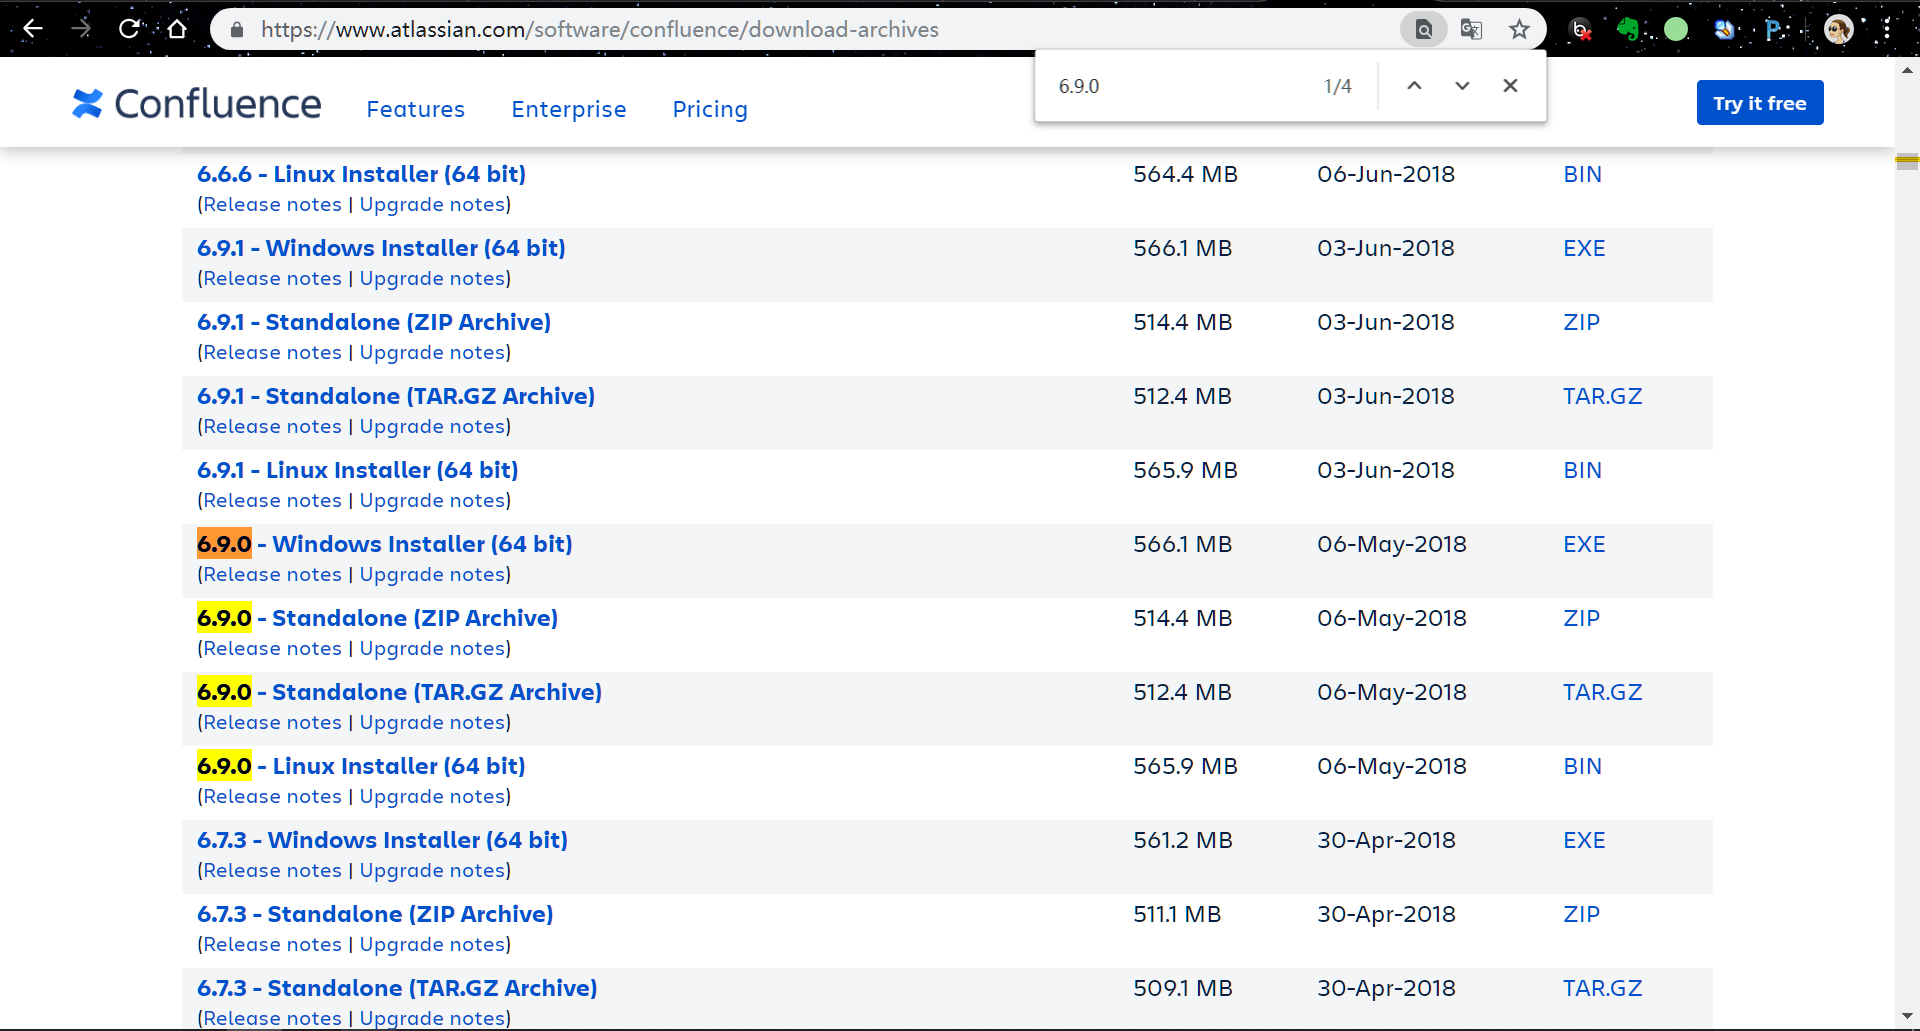 https://www.atlassian.com/software/confluence/download-archives
6.9.0 1/4
Confluence Features Enterprise Pricing Try it free
6.6.6 - Linux Installer (64 bit) 564.4 MB 06-Jun-2018 BIN
(Release notes | Upgrade notes)
6.9.1 - Windows Installer (64 bit) 566.1 MB 03-Jun-2018 EXE
(Release notes | Upgrade notes)
6.9.1 - Standalone (ZIP Archive) 514.4 MB 03-Jun-2018 ZIP
(Release notes | Upgrade notes)
6.9.1 - Standalone (TAR.GZ Archive) 512.4 MB 03-Jun-2018 TAR.GZ
(Release notes | Upgrade notes)
6.9.1 - Linux Installer (64 bit) 565.9 MB 03-Jun-2018 BIN
(Release notes | Upgrade notes)
6.9.0 - Windows Installer (64 bit) 566.1 MB 06-May-2018 EXE
(Release notes | Upgrade notes)
6.9.0 - Standalone (ZIP Archive) 514.4 MB 06-May-2018 ZIP
(Release notes | Upgrade notes)
6.9.0 - Standalone (TAR.GZ Archive) 512.4 MB 06-May-2018 TAR.GZ
(Release notes | Upgrade notes)
6.9.0 - Linux Installer (64 bit) 565.9 MB 06-May-2018 BIN
(Release notes | Upgrade notes)
6.7.3 - Windows Installer (64 bit) 561.2 MB 30-Apr-2018 EXE
(Release notes | Upgrade notes)
6.7.3 - Standalone (ZIP Archive) 511.1 MB 30-Apr-2018 ZIP
(Release notes | Upgrade notes)
6.7.3 - Standalone (TAR.GZ Archive) 509.1 MB 30-Apr-2018 TAR.GZ
(Release notes | Upgrade notes)